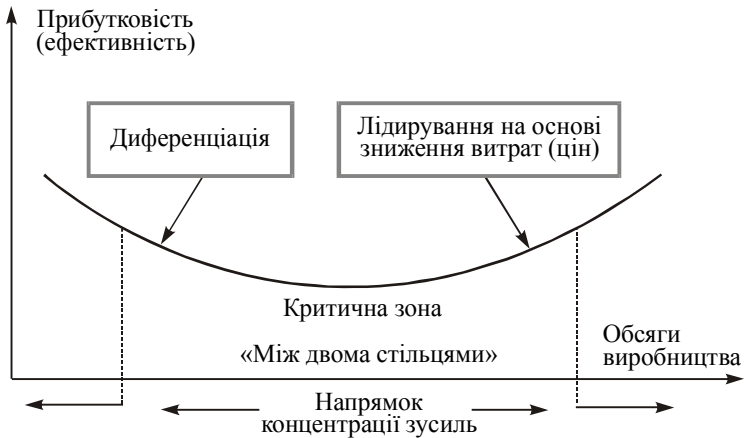 Прибутковість
(ефективність)
Диференціація
Лідирування на основі
зниження витрат (цін)
Критична зона
«Між двома стільцями»
Обсяги
виробництва
Напрямок
концентрації зусиль